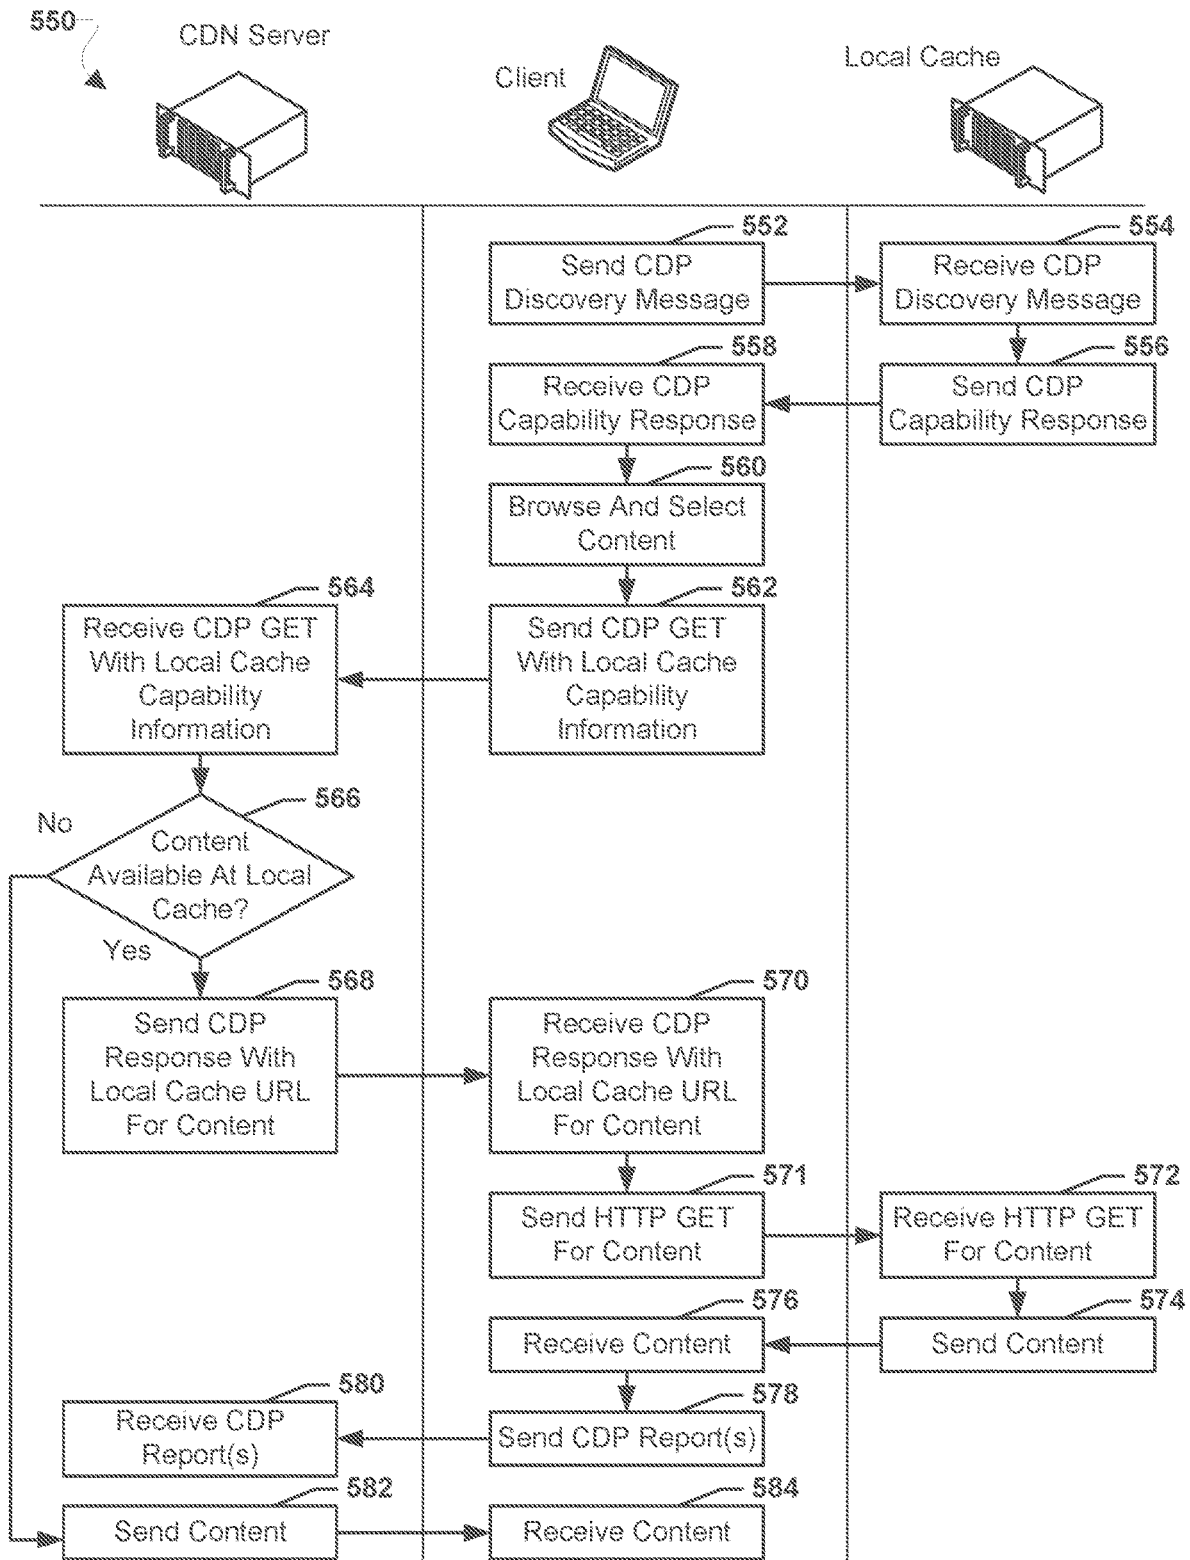 550
CDN Server
Client
Local Cache
552
Send CDP
Discovery Message
554
Receive CDP
Discovery Message
558
Receive CDP
Capability Response
556
Send CDP
Capability Response
560
Browse And Select
Content
564
Receive CDP GET
With Local Cache
Capability
Information
562
Send CDP GET
With Local Cache
Capability
Information
566
No
Content
Available At Local
Cache?
Yes
568
Send CDP
Response With
Local Cache URL
For Content
570
Receive CDP
Response With
Local Cache URL
For Content
571
Send HTTP GET
For Content
572
Receive HTTP GET
For Content
576
Receive Content
574
Send Content
580
Receive CDP
Report(s)
578
Send CDP Report(s)
582
Send Content
584
Receive Content